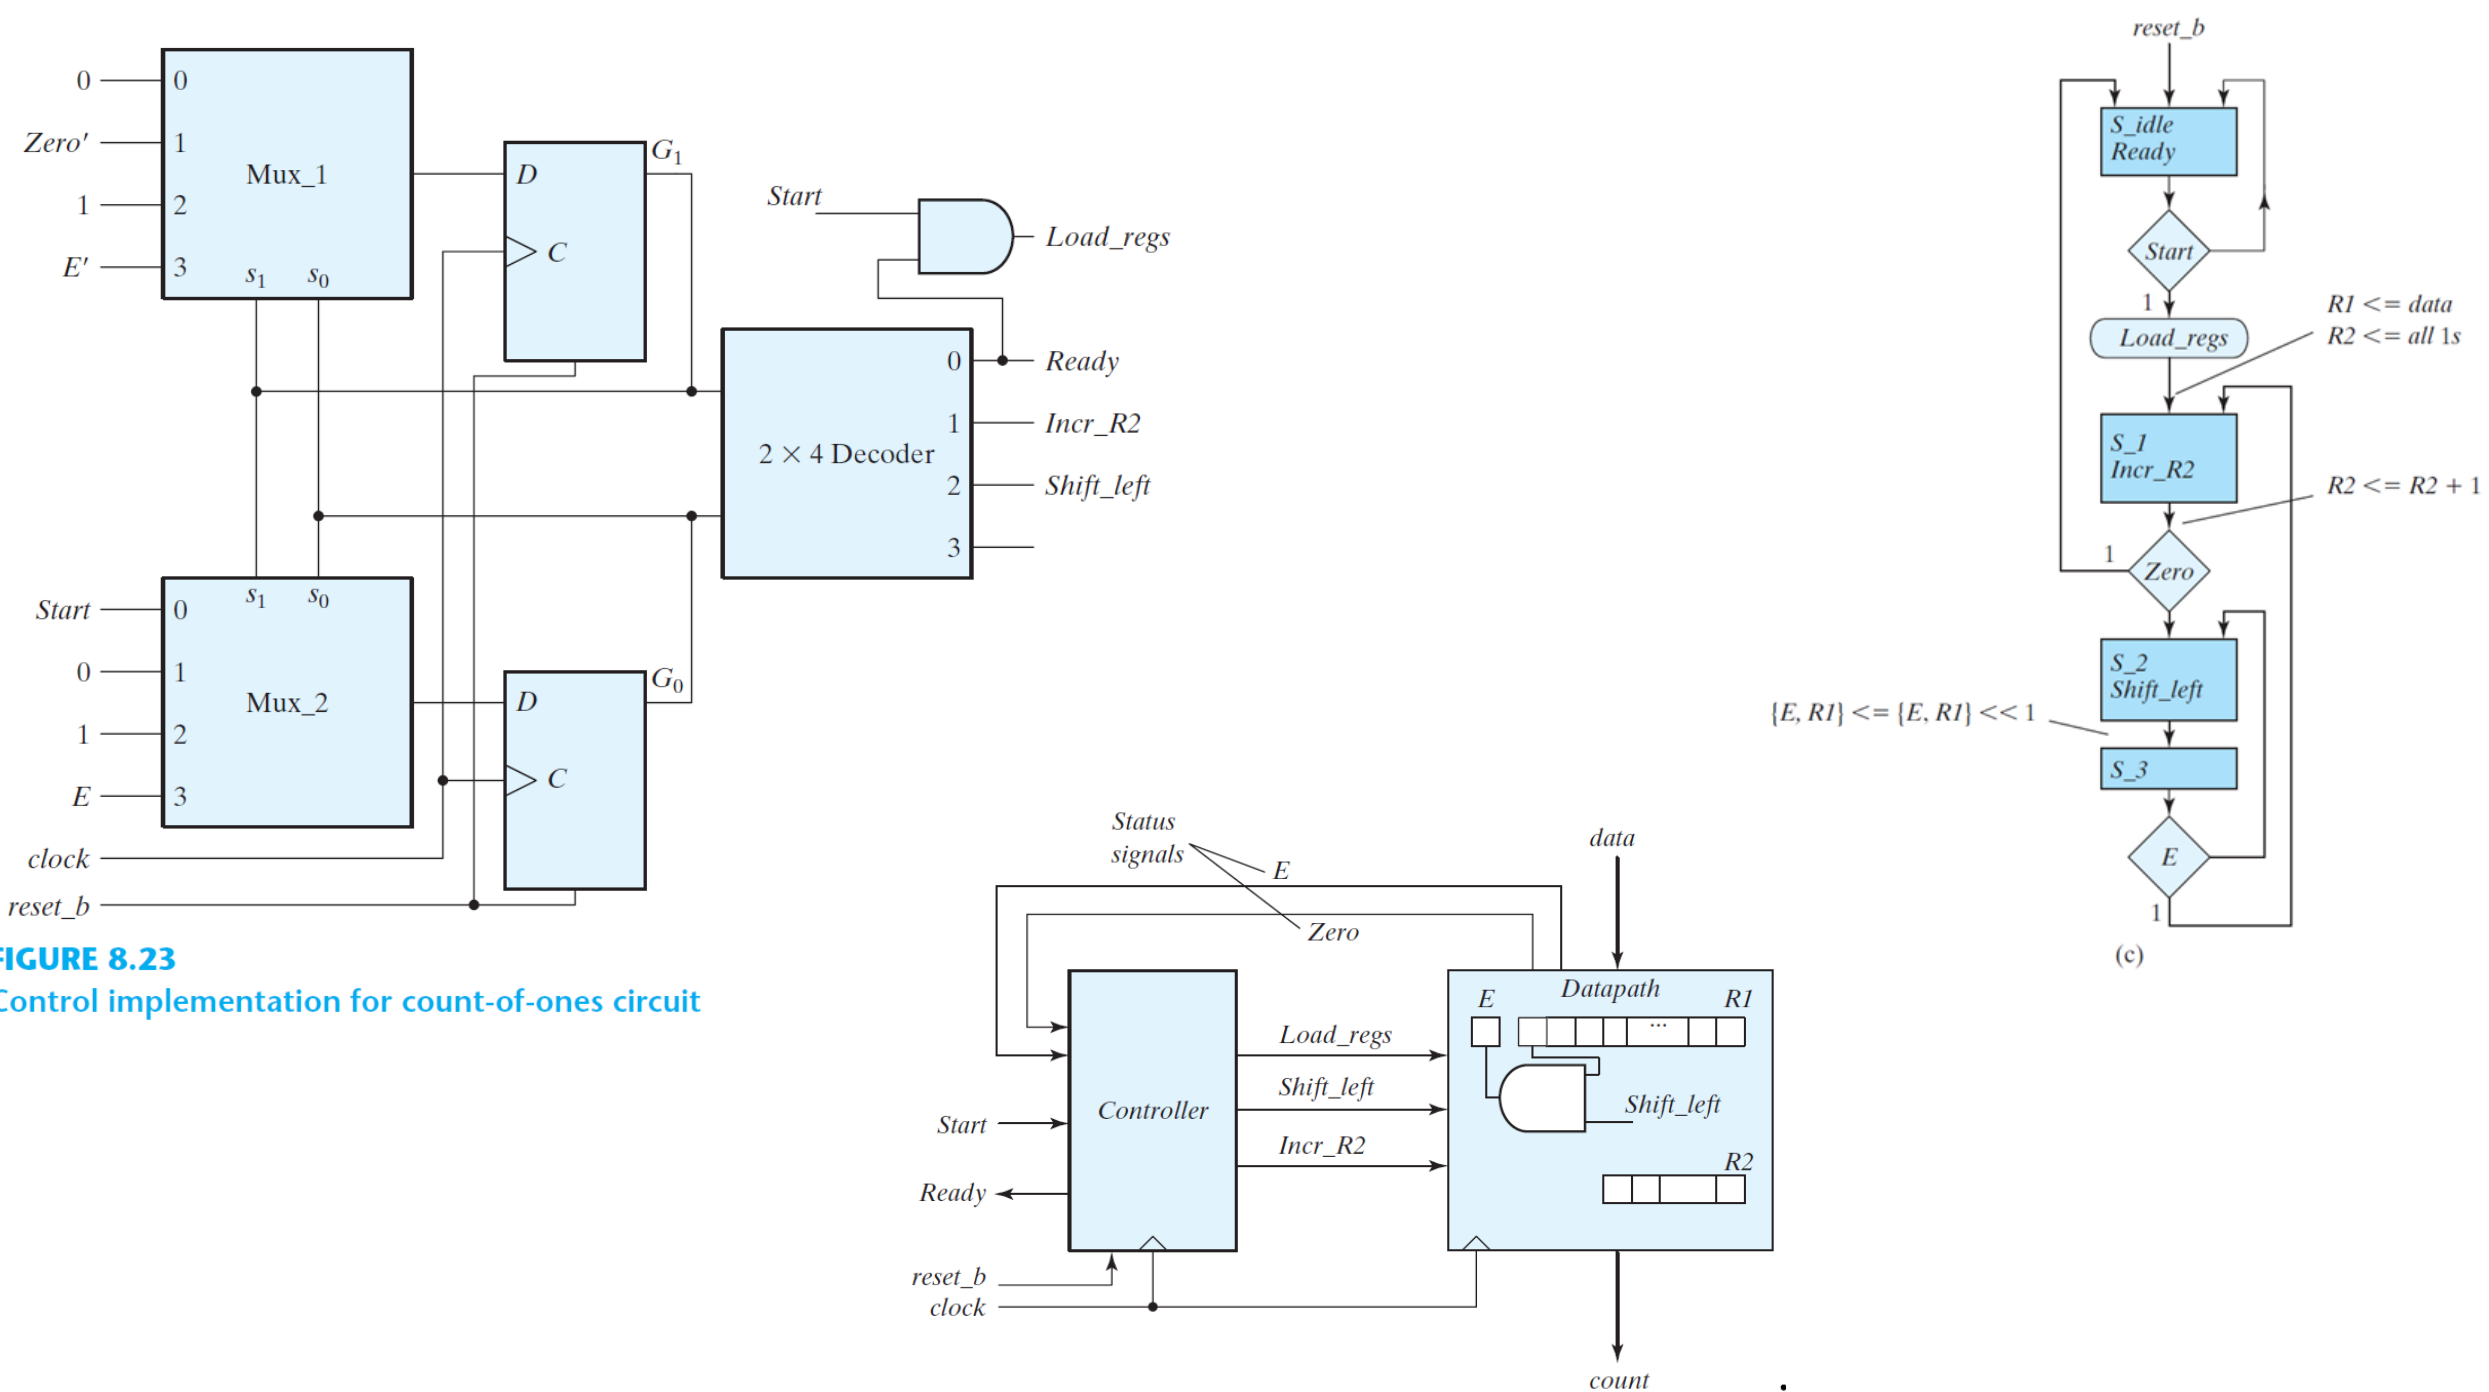 0
Zero'
1
E'
0
1
2
3
Mux_1
s1
s0
D
C
G1
Start
Load_regs
0
1
2
3
2 × 4 Decoder
Ready
Incr_R2
Shift_left
Start
0
1
E
0
1
2
3
s1
s0
Mux_2
D
C
G0
clock
reset_b
FIGURE 8.23
Control implementation for count-of-ones circuit
Status
signals
E
Zero
data
Controller
Load_regs
Shift_left
Incr_R2
Start
Ready
reset_b
clock
Datapath
E
R1
...
Shift_left
R2
count
.
reset_b
S_idle
Ready
Start
1
Load_regs
R1 <= data
R2 <= all 1s
S_1
Incr_R2
R2 <= R2 + 1
1
Zero
S_2
Shift_left
{E, R1} <= {E, R1} << 1
S_3
E
1
(c)